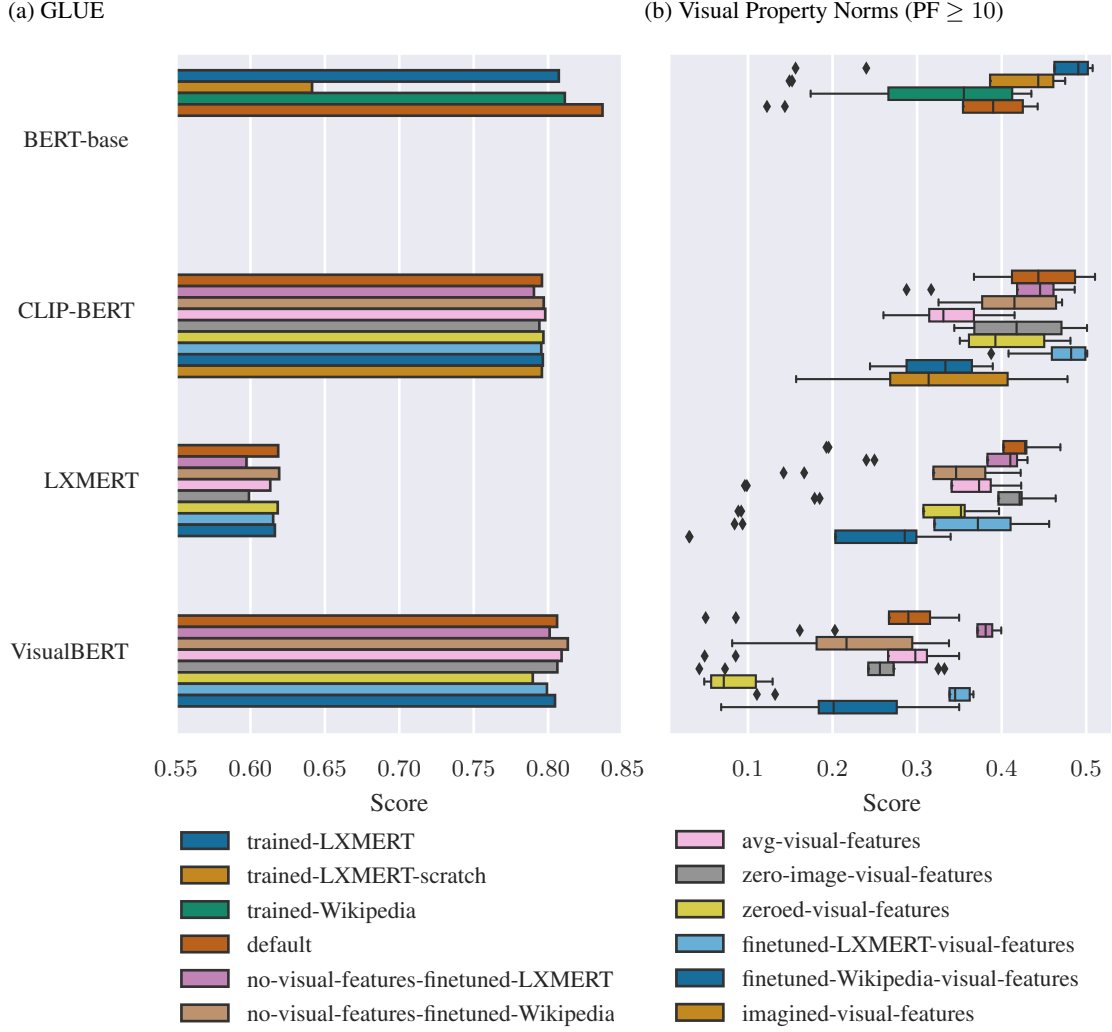 (a) GLUE
(b) Visual Property Norms (PF ≥ 10)
BERT-base
CLIP-BERT
LXMERT
VisualBERT
0.55 0.60 0.65 0.70 0.75 0.80 0.85
0.1 0.2 0.3 0.4 0.5
Score
Score
trained-LXMERT
trained-LXMERT-scratch
trained-Wikipedia
default
no-visual-features-finetuned-LXMERT
no-visual-features-finetuned-Wikipedia
avg-visual-features
zero-image-visual-features
zeroed-visual-features
finetuned-LXMERT-visual-features
finetuned-Wikipedia-visual-features
imagined-visual-features